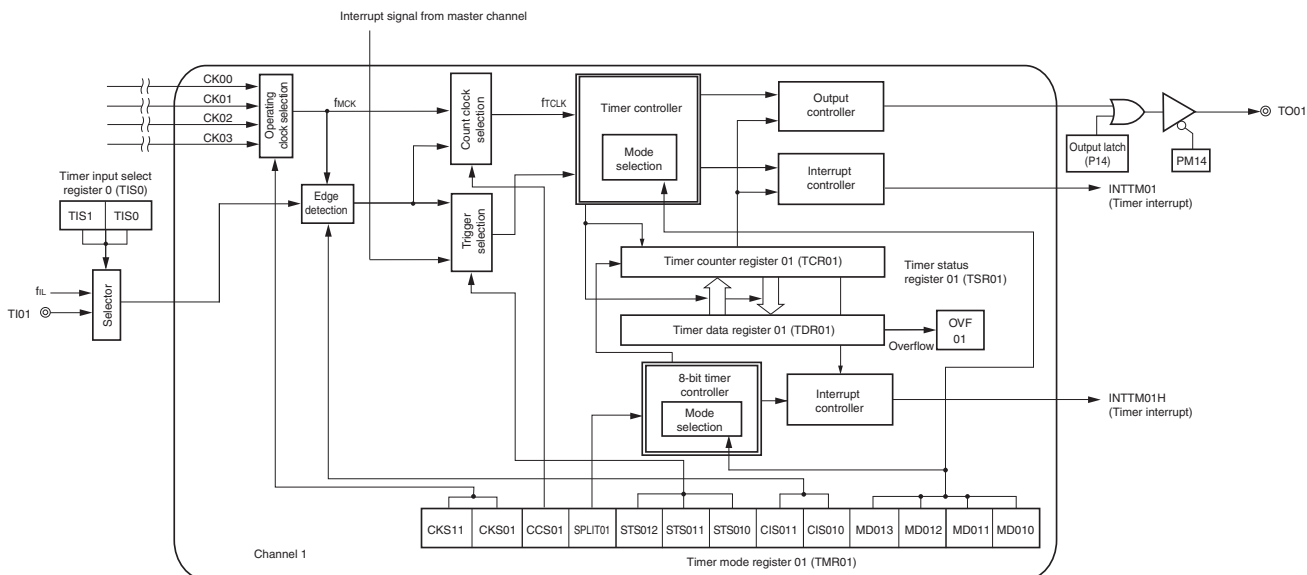 Interrupt signal from master channel
CK00
CK01
CK02
CK03
Operating
clock selection
fMCK
Count clock
selection
fTCLK
Timer controller
Mode
selection
Output
controller
Interrupt
controller
Output latch
(P14)
PM14
TO01
INTTM01
(Timer interrupt)
Timer input select
register 0 (TIS0)
TIS1
TIS0
Edge
detection
Trigger
selection
fIL
TI01
Selector
Timer counter register 01 (TCR01)
Timer status
register 01 (TSR01)
Timer data register 01 (TDR01)
Overflow
OVF
01
8-bit timer
controller
Mode
selection
Interrupt
controller
INTTM01H
(Timer interrupt)
CKS11
CKS01
CCS01
SPLIT01
STS012
STS011
STS010
CIS011
CIS010
MD013
MD012
MD011
MD010
Channel 1
Timer mode register 01 (TMR01)